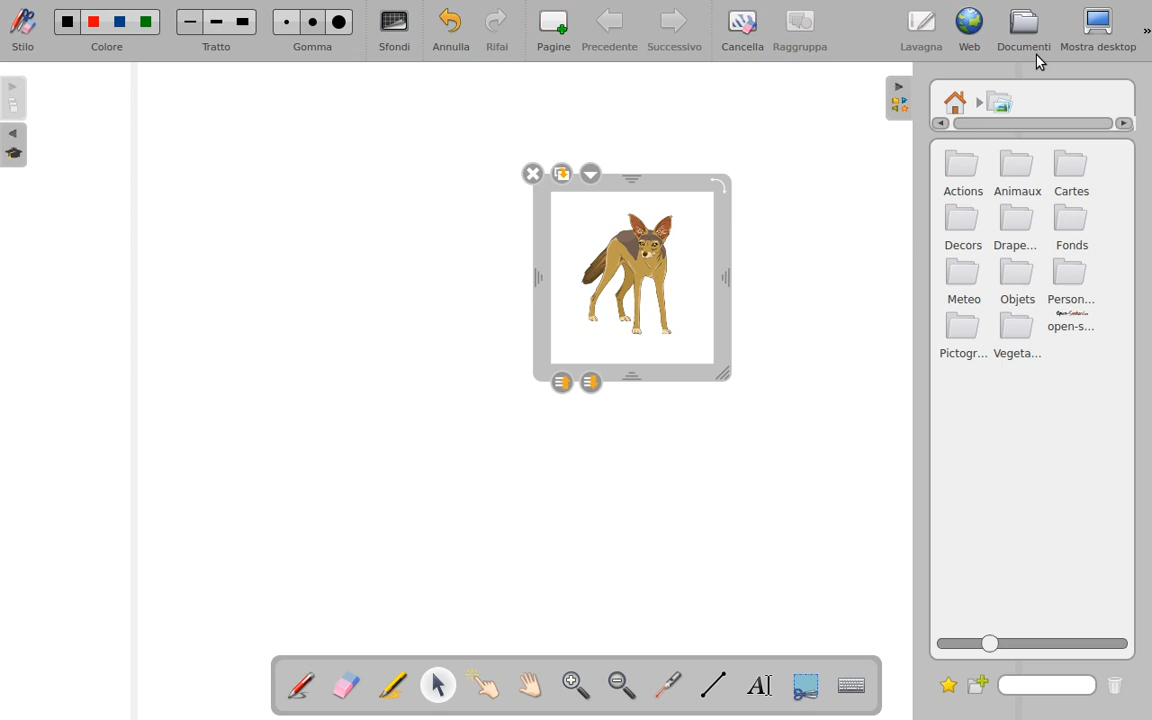 Stilo Colore Tratto Gomma Sfondi Annulla Rifai Pagine Precedente Successivo Cancella Raggruppa Lavagna Web Documenti Mostra desktop »
Actions Animaux Cartes
Decors Drape... Fonds
Meteo Objets Person...
Pictogr... Vegeta... open-s...
AI